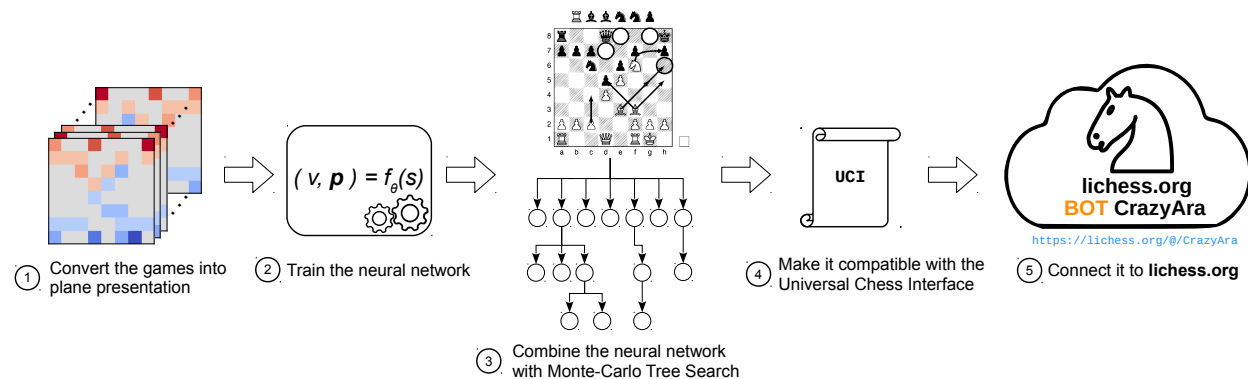 8
7
6
5
4
3
2
1
a b c d e f g h
( v, p ) = fθ(s)
UCI
lichess.org
BOT CrazyAra
https://lichess.org/@/CrazyAra
1 Convert the games into
plane presentation
2 Train the neural network
3 Combine the neural network
with Monte-Carlo Tree Search
4 Make it compatible with the
Universal Chess Interface
5 Connect it to lichess.org